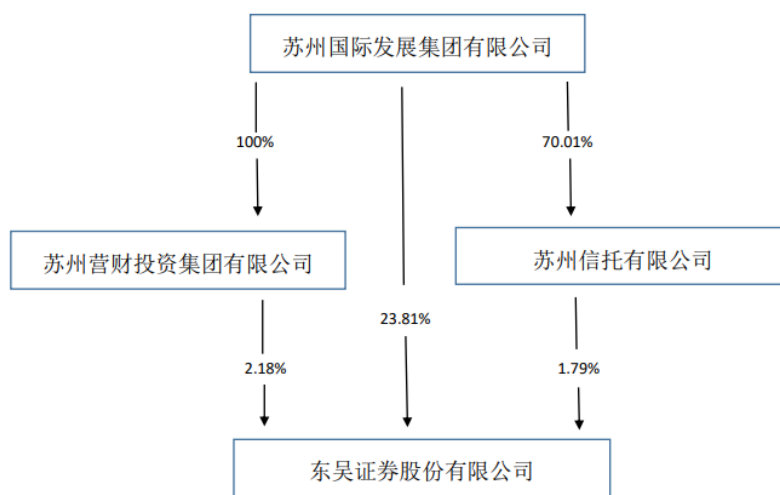 苏州国际发展集团有限公司
100%
70.01%
苏州营财投资集团有限公司
苏州信托有限公司
23.81%
2.18%
1.79%
东吴证券股份有限公司